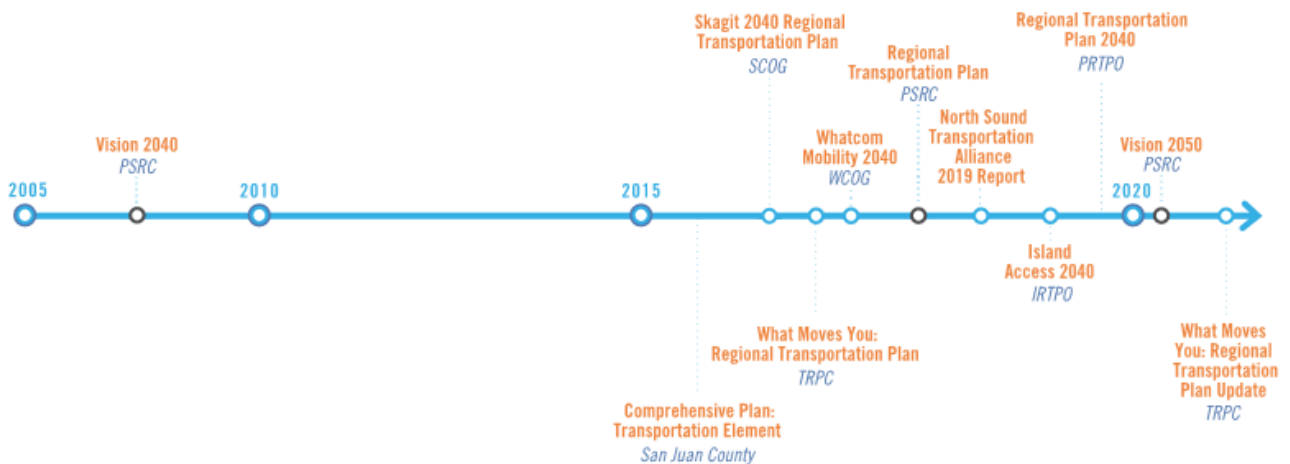 Skagit 2040 Regional
Transportation Plan
SCOG
Regional Transportation
Plan 2040
PRTPO
Regional
Transportation Plan
PSRC
North Sound
Transportation
Alliance
2019 Report
Vision 2040
PSRC
Whatcom
Mobility 2040
WCOG
Vision 2050
PSRC
2005
2010
2015
2020
Island
Access 2040
IRTPO
What Moves You:
Regional Transportation Plan
TRPC
What Moves
You: Regional
Transportation
Plan Update
TRPC
Comprehensive Plan:
Transportation Element
San Juan County